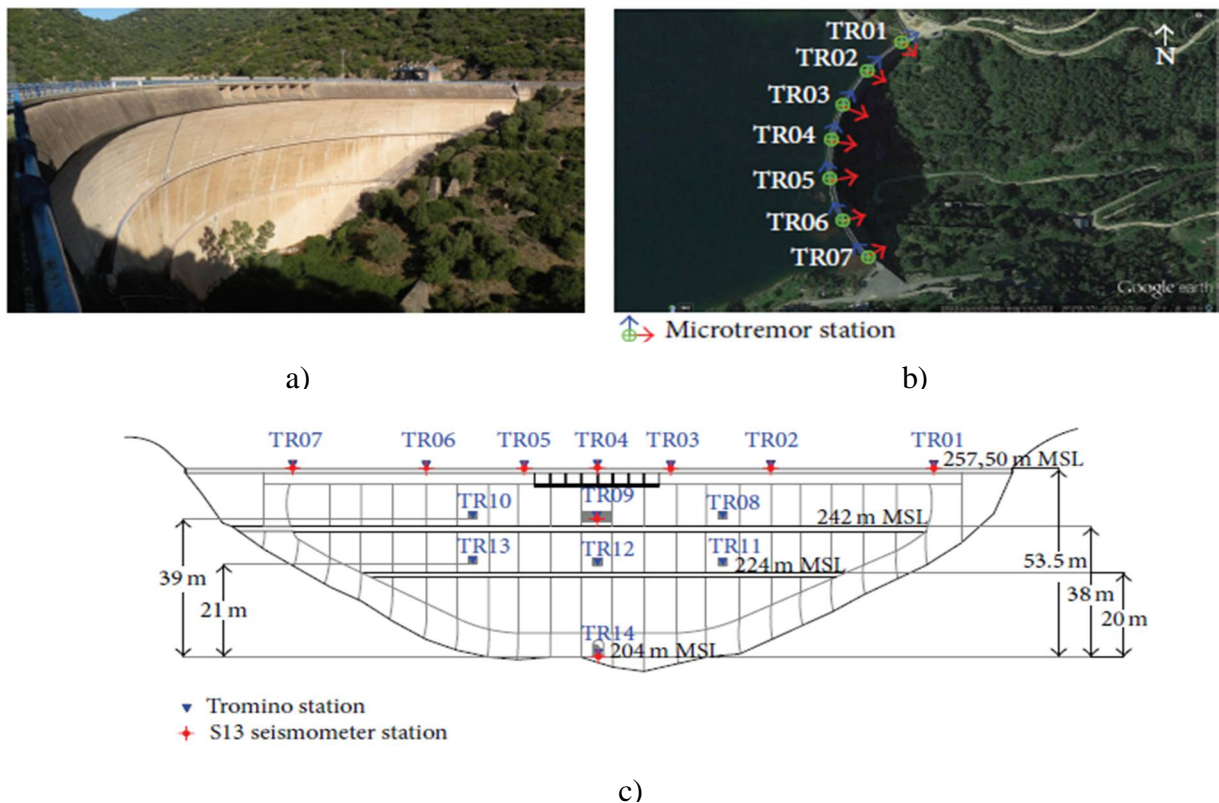 TR01
TR02
TR03
TR04
TR05
TR06
TR07
N
Google earth
Microtremor station
a)
b)
TR07 TR06 TR05 TR04 TR03 TR02 TR01
257,50 m MSL
TR10 TR09 TR08
242 m MSL
TR13 TR12 TR11
224 m MSL
39 m
53.5 m
21 m
38 m
20 m
TR14
204 m MSL
Tromino station
S13 seismometer station
c)